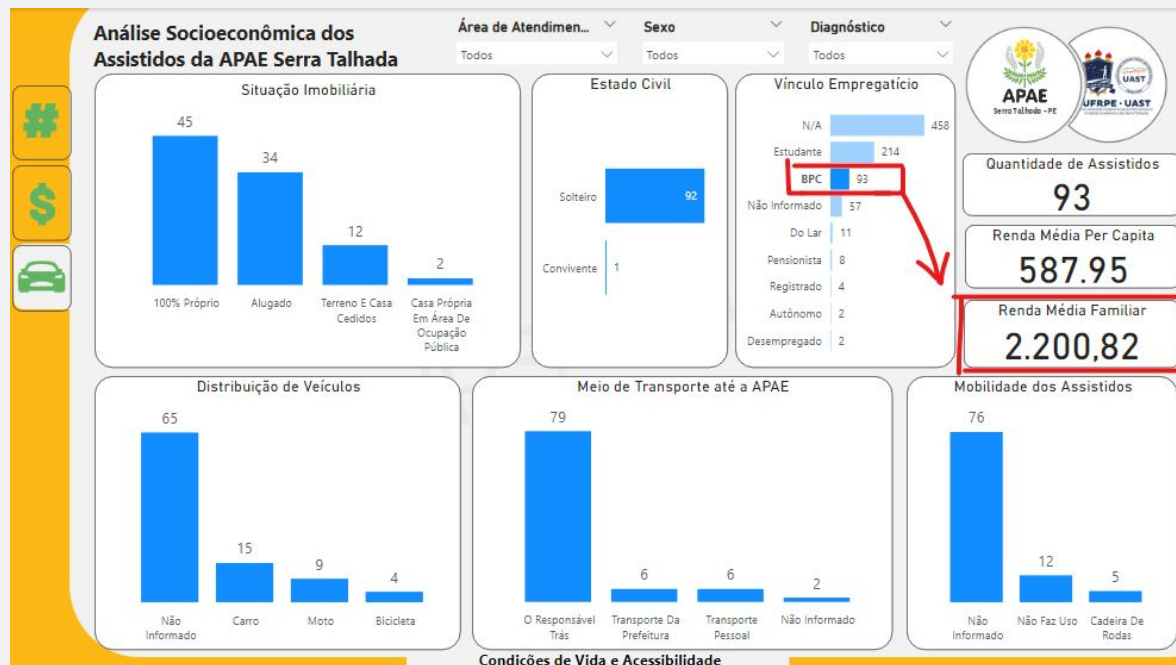 Análise Socioeconômica dos
Assistidos da APAE Serra Talhada
Área de Atendimen...
Todos
Sexo
Todos
Diagnóstico
Todos
APAE
Serra Talhada - PE
UAST
UFRPE - UAST
Situação Imobiliária
45
34
12
2
100% Próprio
Alugado
Terreno E Casa
Cedidos
Casa Própria
Em Área De
Ocupação
Pública
Estado Civil
Solteiro 92
Convivente 1
Vínculo Empregatício
N/A 458
Estudante 214
BPC 93
Não Informado 57
Do Lar 11
Pensionista 8
Registrado 4
Autônomo 2
Desempregado 2
Quantidade de Assistidos
93
Renda Média Per Capita
587.95
Renda Média Familiar
2.200,82
Distribuição de Veículos
65
15
9
4
Não
Informado
Carro
Moto
Bicicleta
Meio de Transporte até a APAE
79
6
6
2
O Responsável
Trás
Transporte Da
Prefeitura
Transporte
Pessoal
Não Informado
Mobilidade dos Assistidos
76
12
5
Não
Informado
Não Faz Uso
Cadeira De
Rodas
Condições de Vida e Acessibilidade